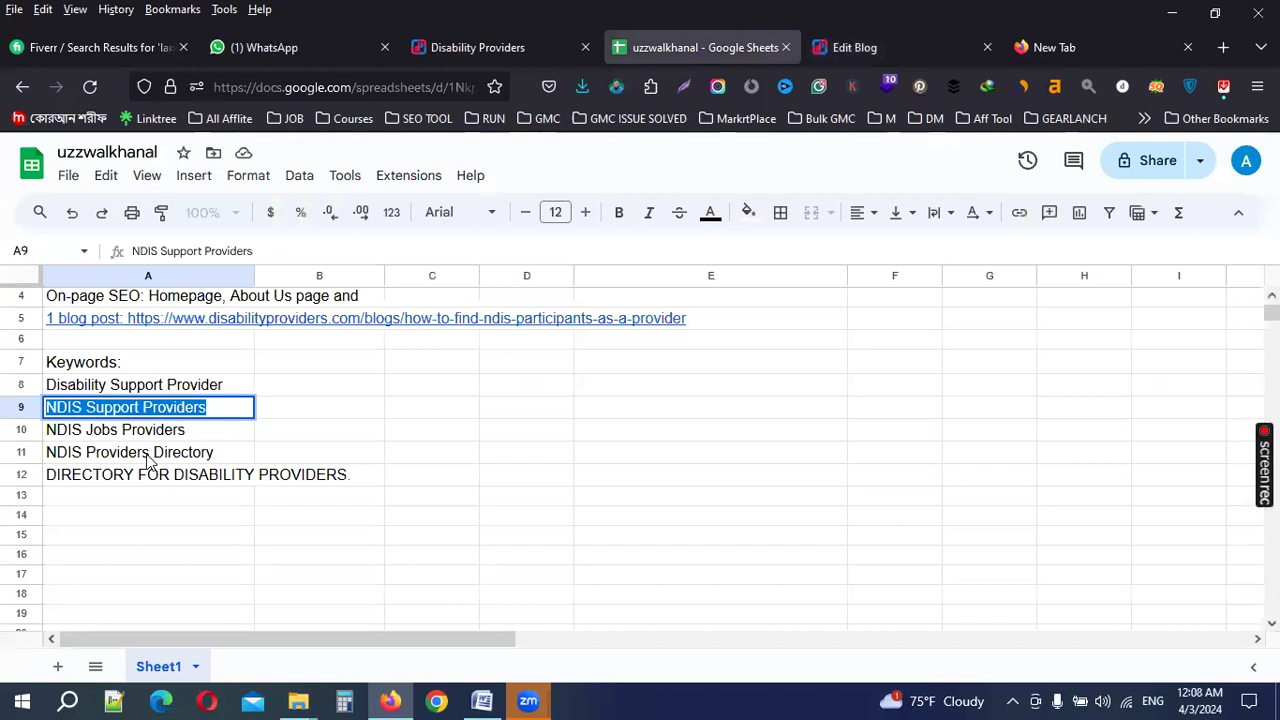 File Edit View History Bookmarks Tools Help
Fiverr / Search Results for 'lan
(1) WhatsApp
Disability Providers
uzzwalkhanal - Google Sheets
Edit Blog
New Tab
https://docs.google.com/spreadsheets/d/1Nkr
10
কোরআন শরীফ Linktree All Affilte JOB Courses SEO TOOL RUN GMC GMC ISSUE SOLVED MarkrtPlace Bulk GMC M DM Aff Tool GEARLANCH Other Bookmarks
uzzwalkhanal
File Edit View Insert Format Data Tools Extensions Help
Share
A
100% $ % .0 .00 123 Arial 12 B I A
A9 fx NDIS Support Providers
A B C D E F G H I
4 On-page SEO: Homepage, About Us page and
5 1 blog post: https://www.disabilityproviders.com/blogs/how-to-find-ndis-participants-as-a-provider
6
7 Keywords:
8 Disability Support Provider
9 NDIS Support Providers
10 NDIS Jobs Providers
11 NDIS Providers Directory
12 DIRECTORY FOR DISABILITY PROVIDERS.
13
14
15
16
17
18
19
screen rec
Sheet1
75°F Cloudy
ENG
12:08 AM
4/3/2024